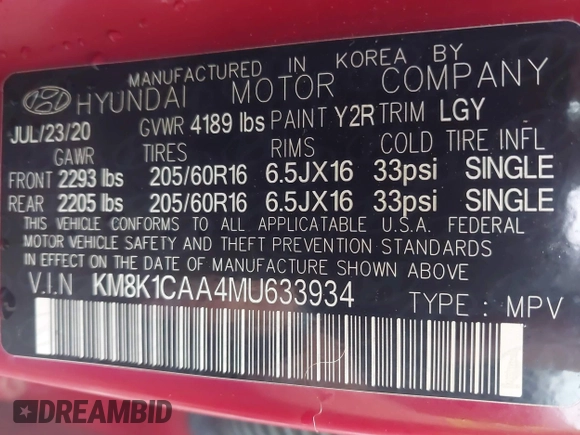 MANUFACTURED IN KOREA BY
HYUNDAI MOTOR COMPANY
JUL/23/20 GVWR 4189 lbs PAINT Y2R TRIM LGY
GAWR TIRES RIMS COLD TIRE INFL
FRONT 2293 lbs 205/60R16 6.5JX16 33psi SINGLE
REAR 2205 lbs 205/60R16 6.5JX16 33psi SINGLE
THIS VEHICLE CONFORMS TO ALL APPLICATABLE U.S.A. FEDERAL
MOTOR VEHICLE SAFETY AND THEFT PREVENTION STANDARDS
IN EFFECT ON THE DATE OF MANUFACTURE SHOWN ABOVE.
V.I.N KM8K1CAA4MU633934 TYPE : MPV
DREAMBID